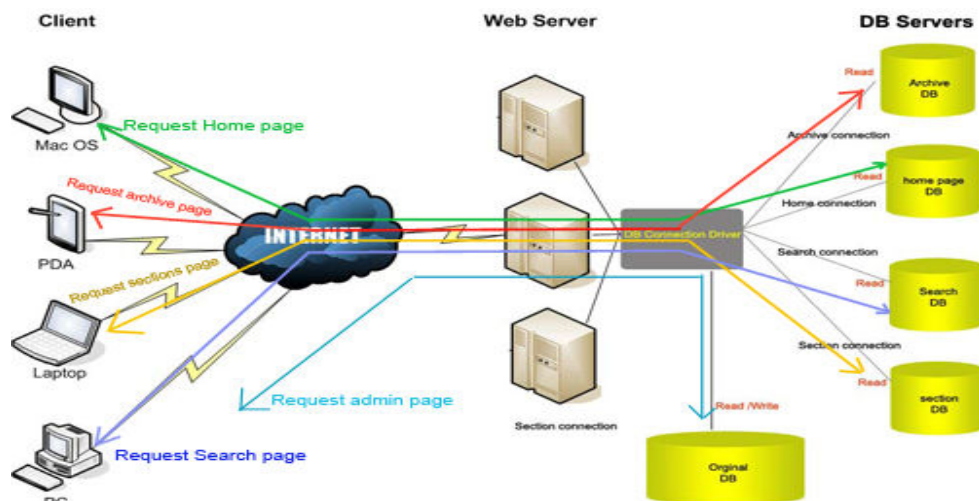 Client
Web Server
DB Servers
Read
Archive
DB
Request Home page
Mac OS
Archive connection
Request archive page
Read
home page
DB
Home connection
INTERNET
DB Connection Driver
PDA
Search connection
Request sections page
Read
Search
DB
Laptop
Section connection
Read
section
DB
Request admin page
Read /Write
Section connection
Request Search page
Orginal
DB
PC